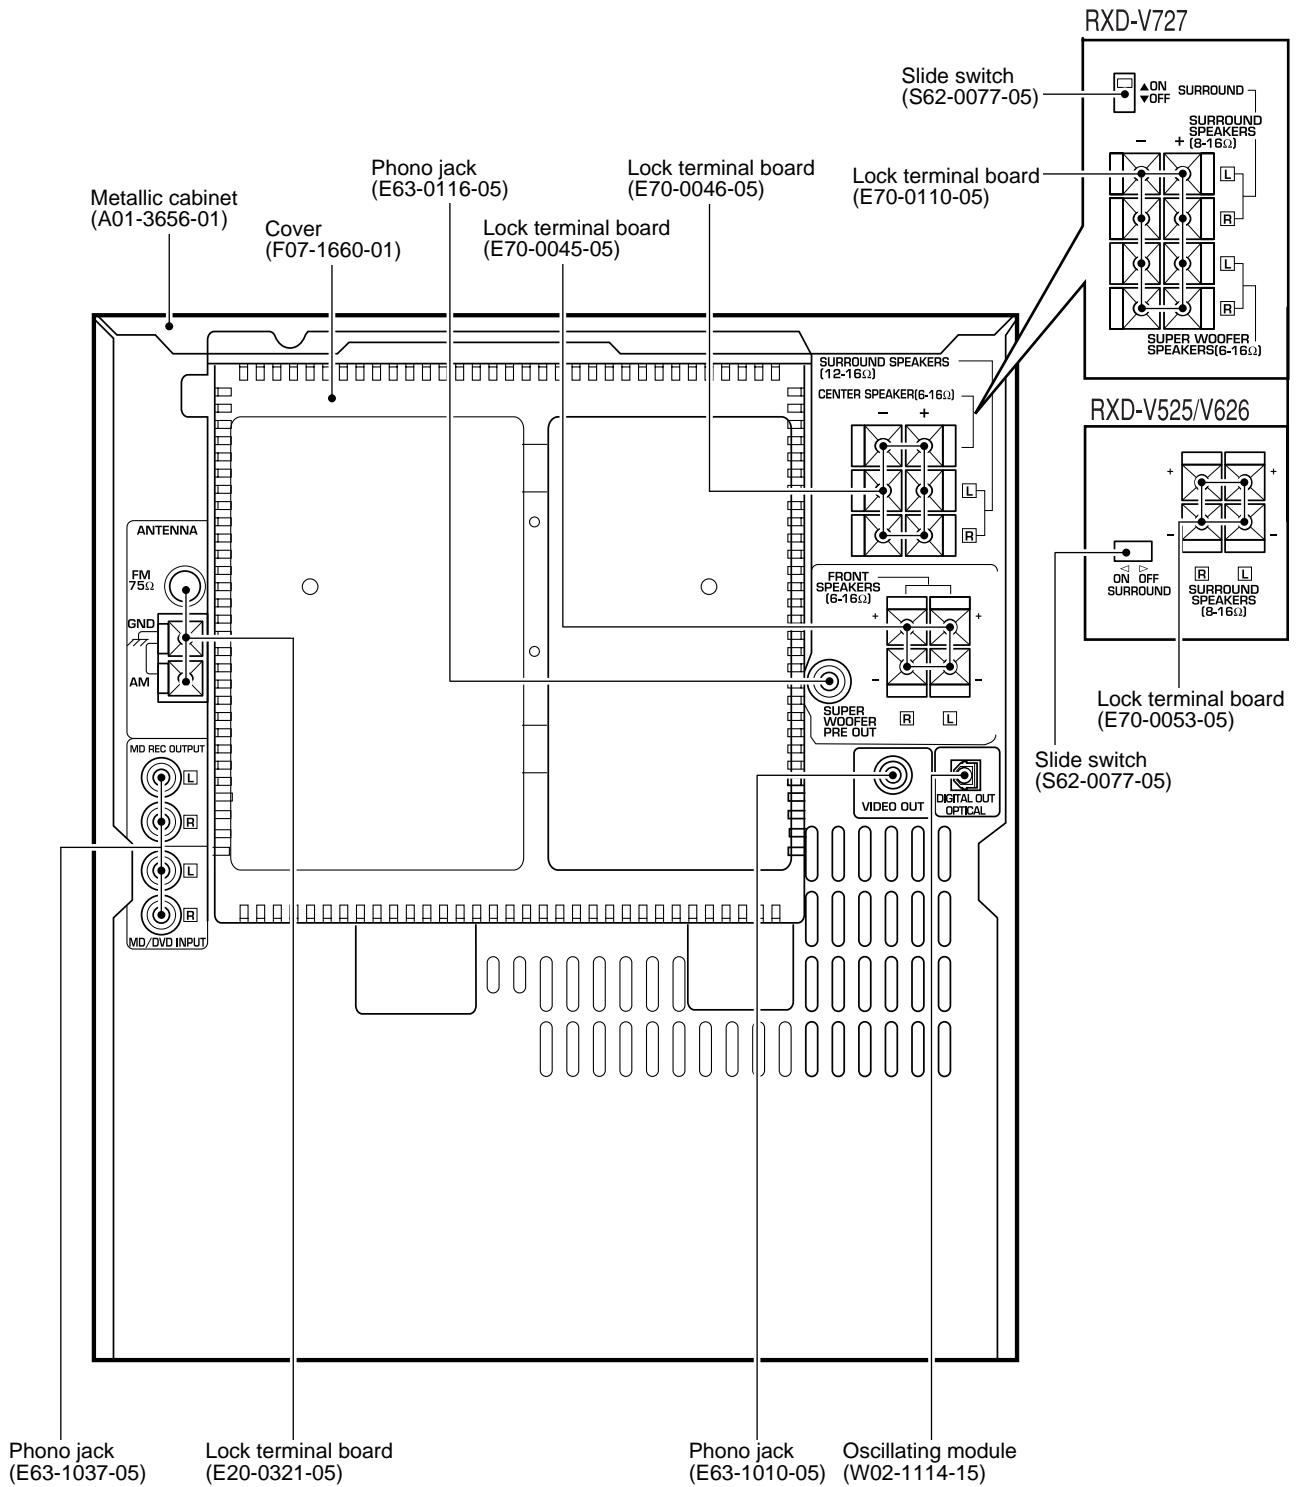 RXD-V727
Slide switch
(S62-0077-05)
▲ON
▼OFF
SURROUND
SURROUND
SPEAKERS
(8-16Ω)
− +
Phono jack
(E63-0116-05)
Lock terminal board
(E70-0046-05)
Lock terminal board
(E70-0110-05)
L
R
L
R
SUPER WOOFER
SPEAKERS(6-16Ω)
Metallic cabinet
(A01-3656-01)
Cover
(F07-1660-01)
Lock terminal board
(E70-0045-05)
SURROUND SPEAKERS
(12-16Ω)
CENTER SPEAKER(6-16Ω)
− +
L
R
RXD-V525/V626
+ +
− −
◁ ▷
ON OFF
SURROUND
R L
SURROUND
SPEAKERS
(8-16Ω)
Lock terminal board
(E70-0053-05)
Slide switch
(S62-0077-05)
ANTENNA
FM
75Ω
GND
AM
FRONT
SPEAKERS
(6-16Ω)
+ +
− −
SUPER
WOOFER
PRE OUT
R L
MD REC OUTPUT
L
R
L
R
MD/DVD INPUT
VIDEO OUT
DIGITAL OUT
OPTICAL
Phono jack
(E63-1037-05)
Lock terminal board
(E20-0321-05)
Phono jack
(E63-1010-05)
Oscillating module
(W02-1114-15)